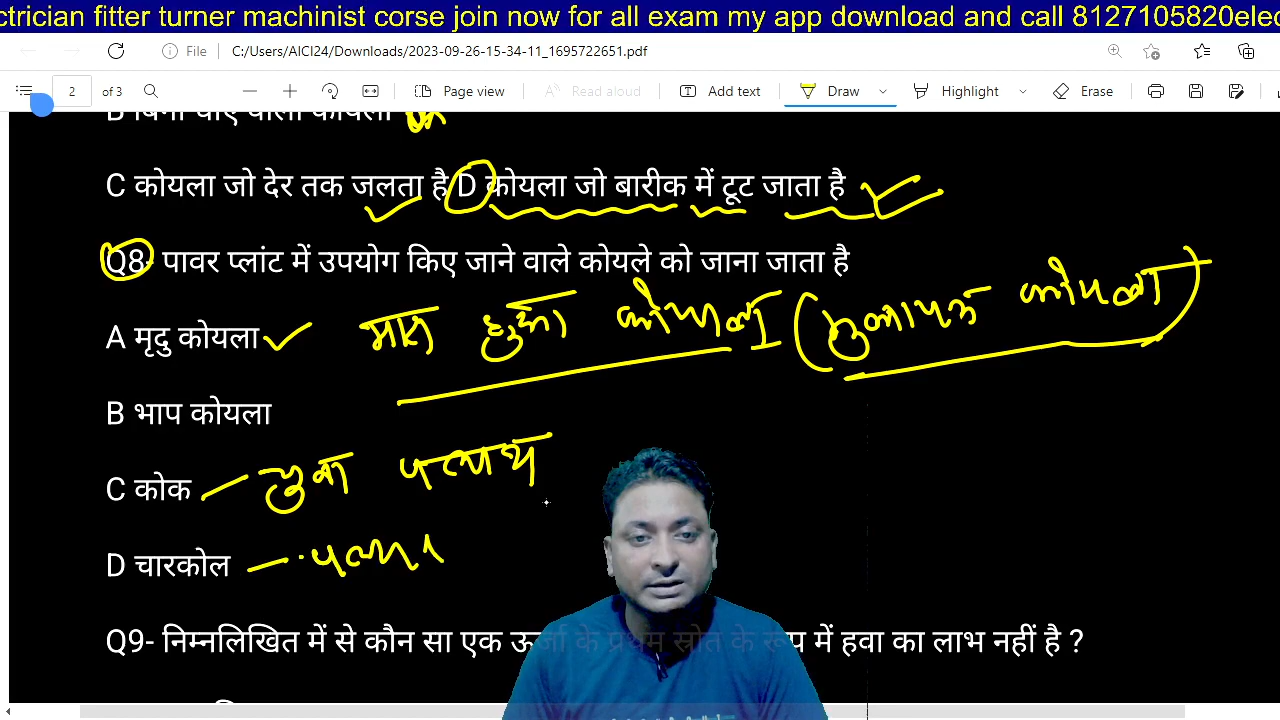 ctrician fitter turner machinist corse join now for all exam my app download and call 8127105820elec
File C:/Users/AICI24/Downloads/2023-09-26-15-34-11_1695722651.pdf
2 of 3 Page view Read aloud Add text Draw Highlight Erase
C कोयला जो देर तक जलता है D कोयला जो बारीक में टूट जाता है
Q8- पावर प्लांट में उपयोग किए जाने वाले कोयले को जाना जाता है
A मृदु कोयला
B भाप कोयला
C कोक
D चारकोल
Q9- निम्नलिखित में से कौन सा एक ऊर्जा के प्रथम स्रोत के रूप में हवा का लाभ नहीं है ?